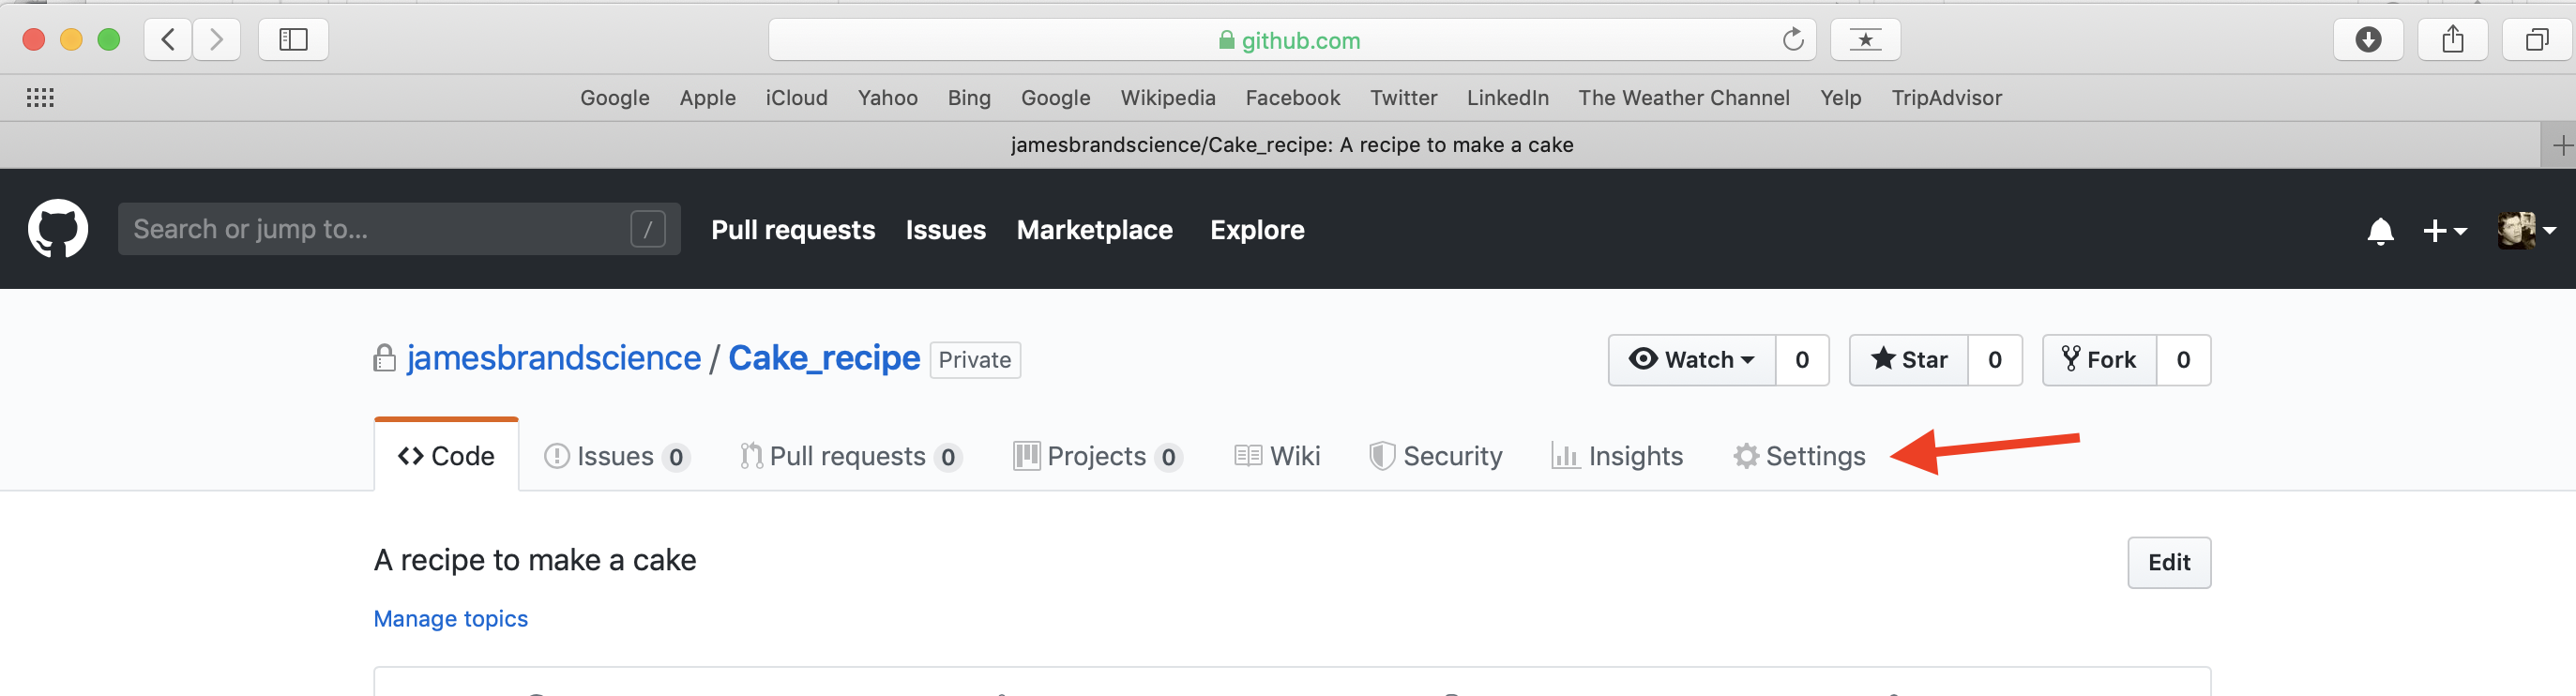 github.com
Google Apple iCloud Yahoo Bing Google Wikipedia Facebook Twitter LinkedIn The Weather Channel Yelp TripAdvisor
jamesbrandscience/Cake_recipe: A recipe to make a cake
Search or jump to... / Pull requests Issues Marketplace Explore
jamesbrandscience / Cake_recipe Private Watch 0 Star 0 Fork 0
Code Issues 0 Pull requests 0 Projects 0 Wiki Security Insights Settings
A recipe to make a cake Edit
Manage topics